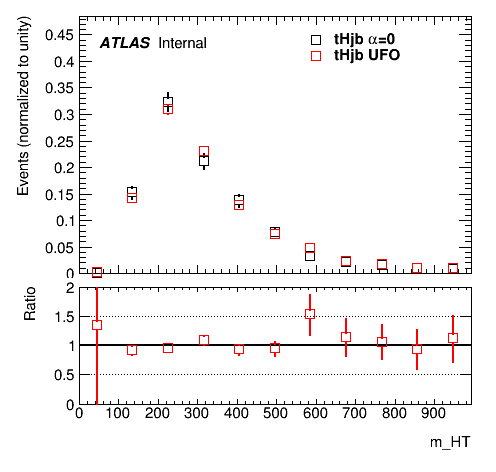 ATLAS Internal
tHjb α=0
tHjb UFO
Events (normalized to unity)
0.45
0.4
0.35
0.3
0.25
0.2
0.15
0.1
0.05
0
Ratio
2
1.5
1
0.5
0
0 100 200 300 400 500 600 700 800 900
m_HT